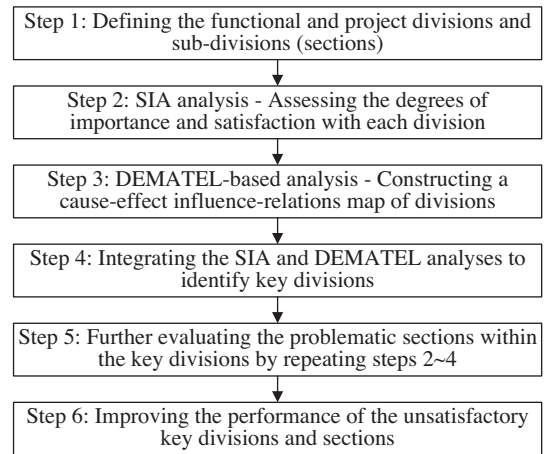 Step 1: Defining the functional and project divisions and
sub-divisions (sections)
Step 2: SIA analysis - Assessing the degrees of
importance and satisfaction with each division
Step 3: DEMATEL-based analysis - Constructing a
cause-effect influence-relations map of divisions
Step 4: Integrating the SIA and DEMATEL analyses to
identify key divisions
Step 5: Further evaluating the problematic sections within
the key divisions by repeating steps 2~4
Step 6: Improving the performance of the unsatisfactory
key divisions and sections